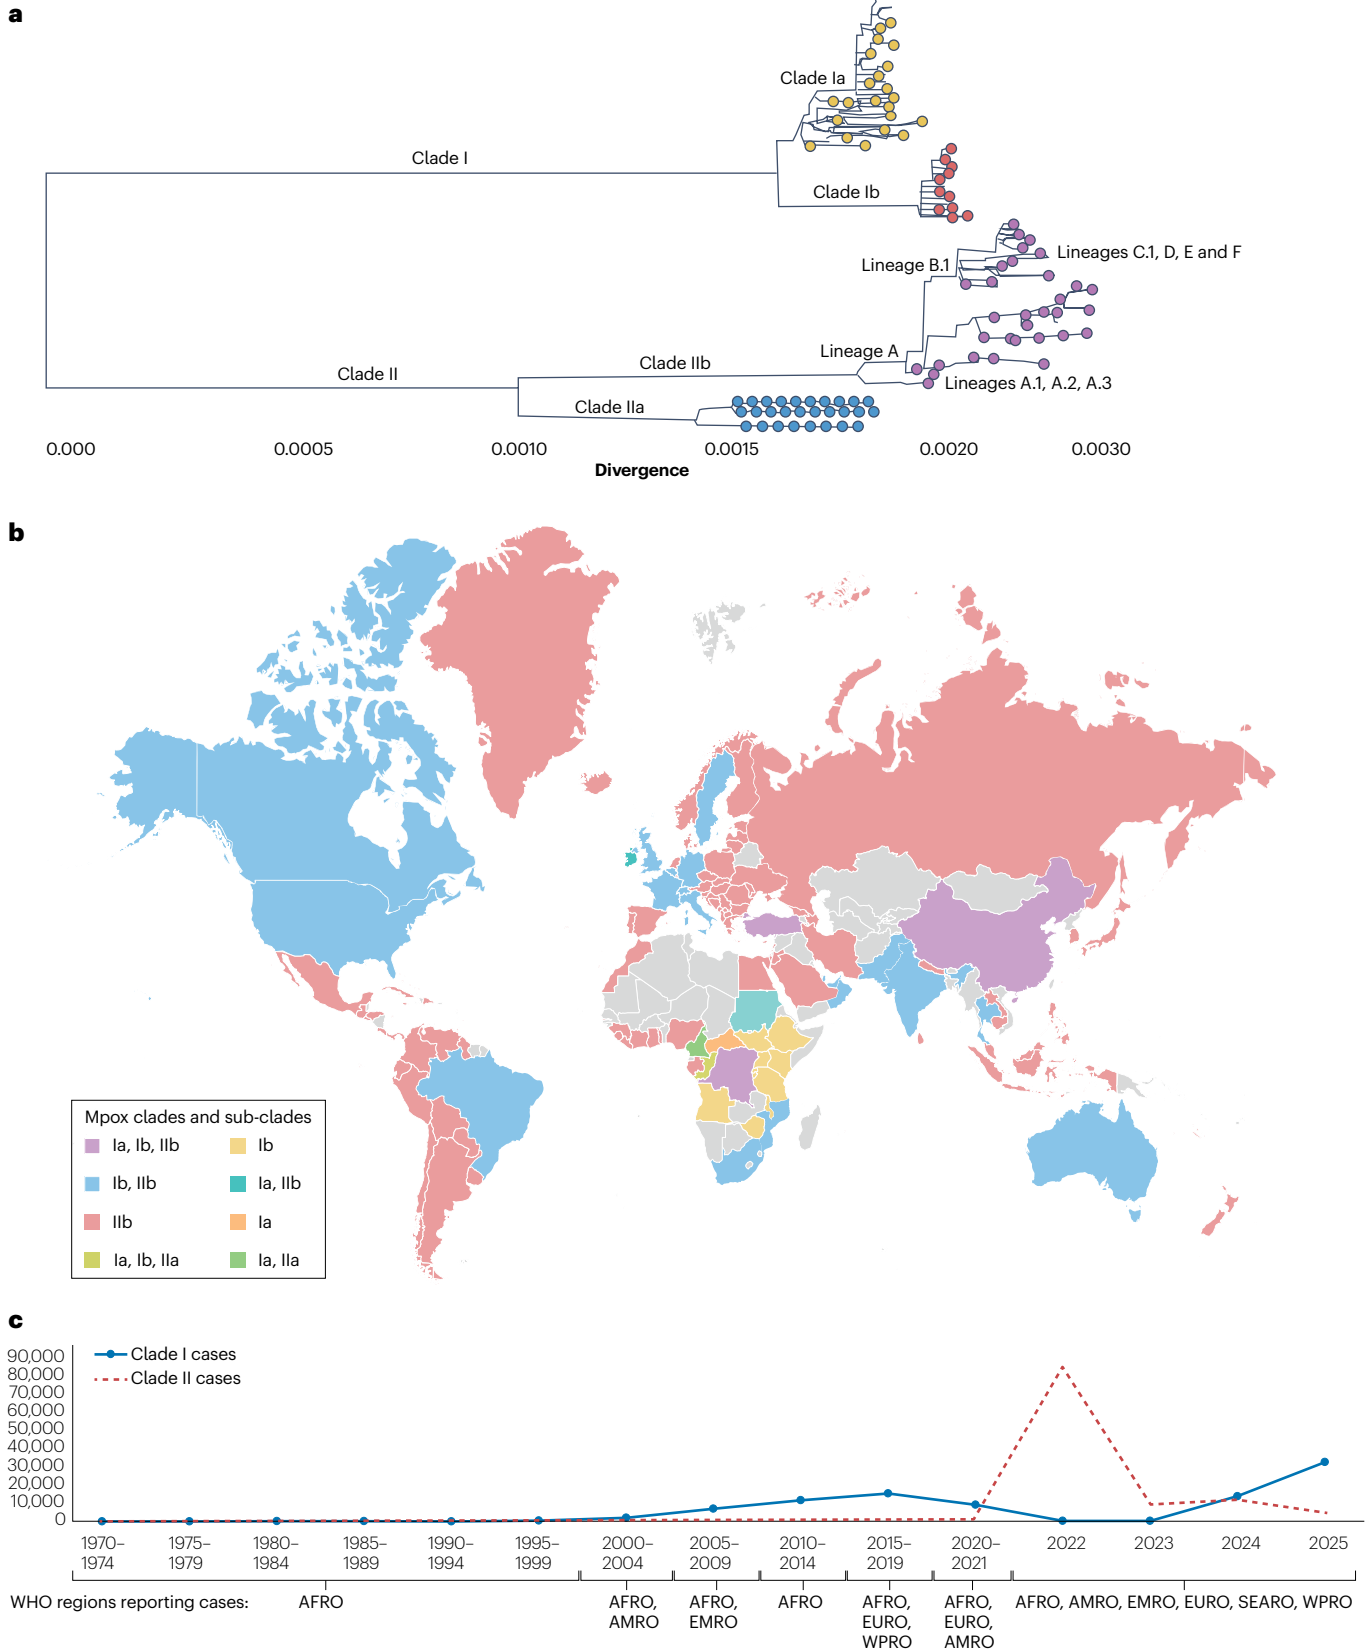 a
Clade Ia
Clade I
Clade Ib
Lineages C.1, D, E and F
Lineage B.1
Lineage A
Clade IIb
Clade II
Lineages A.1, A.2, A.3
Clade IIa
0.000 0.0005 0.0010 0.0015 0.0020 0.0030
Divergence
b
Mpox clades and sub-clades
Ia, Ib, IIb
Ib
Ib, IIb
Ia, IIb
IIb
Ia
Ia, Ib, IIa
Ia, IIa
c
90,000
80,000
70,000
60,000
50,000
40,000
30,000
20,000
10,000
0
Clade I cases
Clade II cases
1970–
1974
1975–
1979
1980–
1984
1985–
1989
1990–
1994
1995–
1999
2000–
2004
2005–
2009
2010–
2014
2015–
2019
2020–
2021
2022
2023
2024
2025
WHO regions reporting cases:
AFRO
AFRO,
AMRO
AFRO,
EMRO
AFRO
AFRO,
EURO,
WPRO
AFRO,
EURO,
AMRO
AFRO, AMRO, EMRO, EURO, SEARO, WPRO